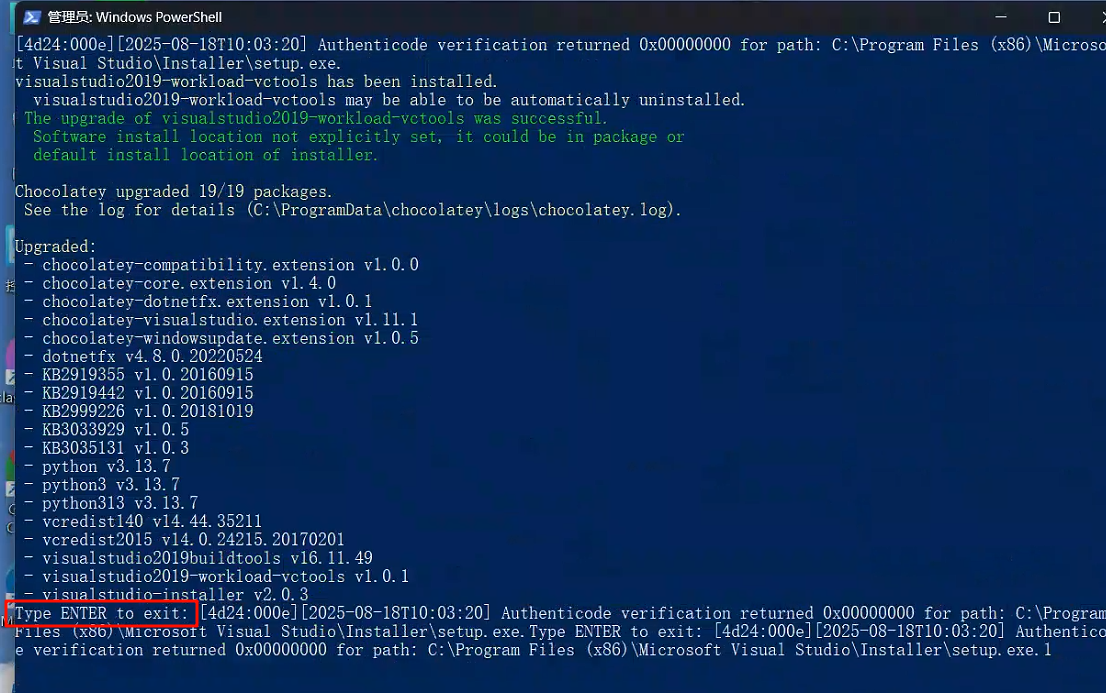 管理员: Windows PowerShell
[4d24:000e][2025-08-18T10:03:20] Authenticode verification returned 0x00000000 for path: C:\Program Files (x86)\Microso
t Visual Studio\Installer\setup.exe.
visualstudio2019-workload-vctools has been installed.
visualstudio2019-workload-vctools may be able to be automatically uninstalled.
The upgrade of visualstudio2019-workload-vctools was successful.
Software install location not explicitly set, it could be in package or
default install location of installer.
Chocolatey upgraded 19/19 packages.
See the log for details (C:\ProgramData\chocolatey\logs\chocolatey.log).
Upgraded:
- chocolatey-compatibility.extension v1.0.0
- chocolatey-core.extension v1.4.0
- chocolatey-dotnetfx.extension v1.0.1
- chocolatey-visualstudio.extension v1.11.1
- chocolatey-windowsupdate.extension v1.0.5
- dotnetfx v4.8.0.20220524
- KB2919355 v1.0.20160915
- KB2919442 v1.0.20160915
- KB2999226 v1.0.20181019
- KB3033929 v1.0.5
- KB3035131 v1.0.3
- python v3.13.7
- python3 v3.13.7
- python313 v3.13.7
- vcredist140 v14.44.35211
- vcredist2015 v14.0.24215.20170201
- visualstudio2019buildtools v16.11.49
- visualstudio2019-workload-vctools v1.0.1
- visualstudio-installer v2.0.3
Type ENTER to exit: [4d24:000e][2025-08-18T10:03:20] Authenticode verification returned 0x00000000 for path: C:\Program
Files (x86)\Microsoft Visual Studio\Installer\setup.exe.Type ENTER to exit: [4d24:000e][2025-08-18T10:03:20] Authentico
e verification returned 0x00000000 for path: C:\Program Files (x86)\Microsoft Visual Studio\Installer\setup.exe.1